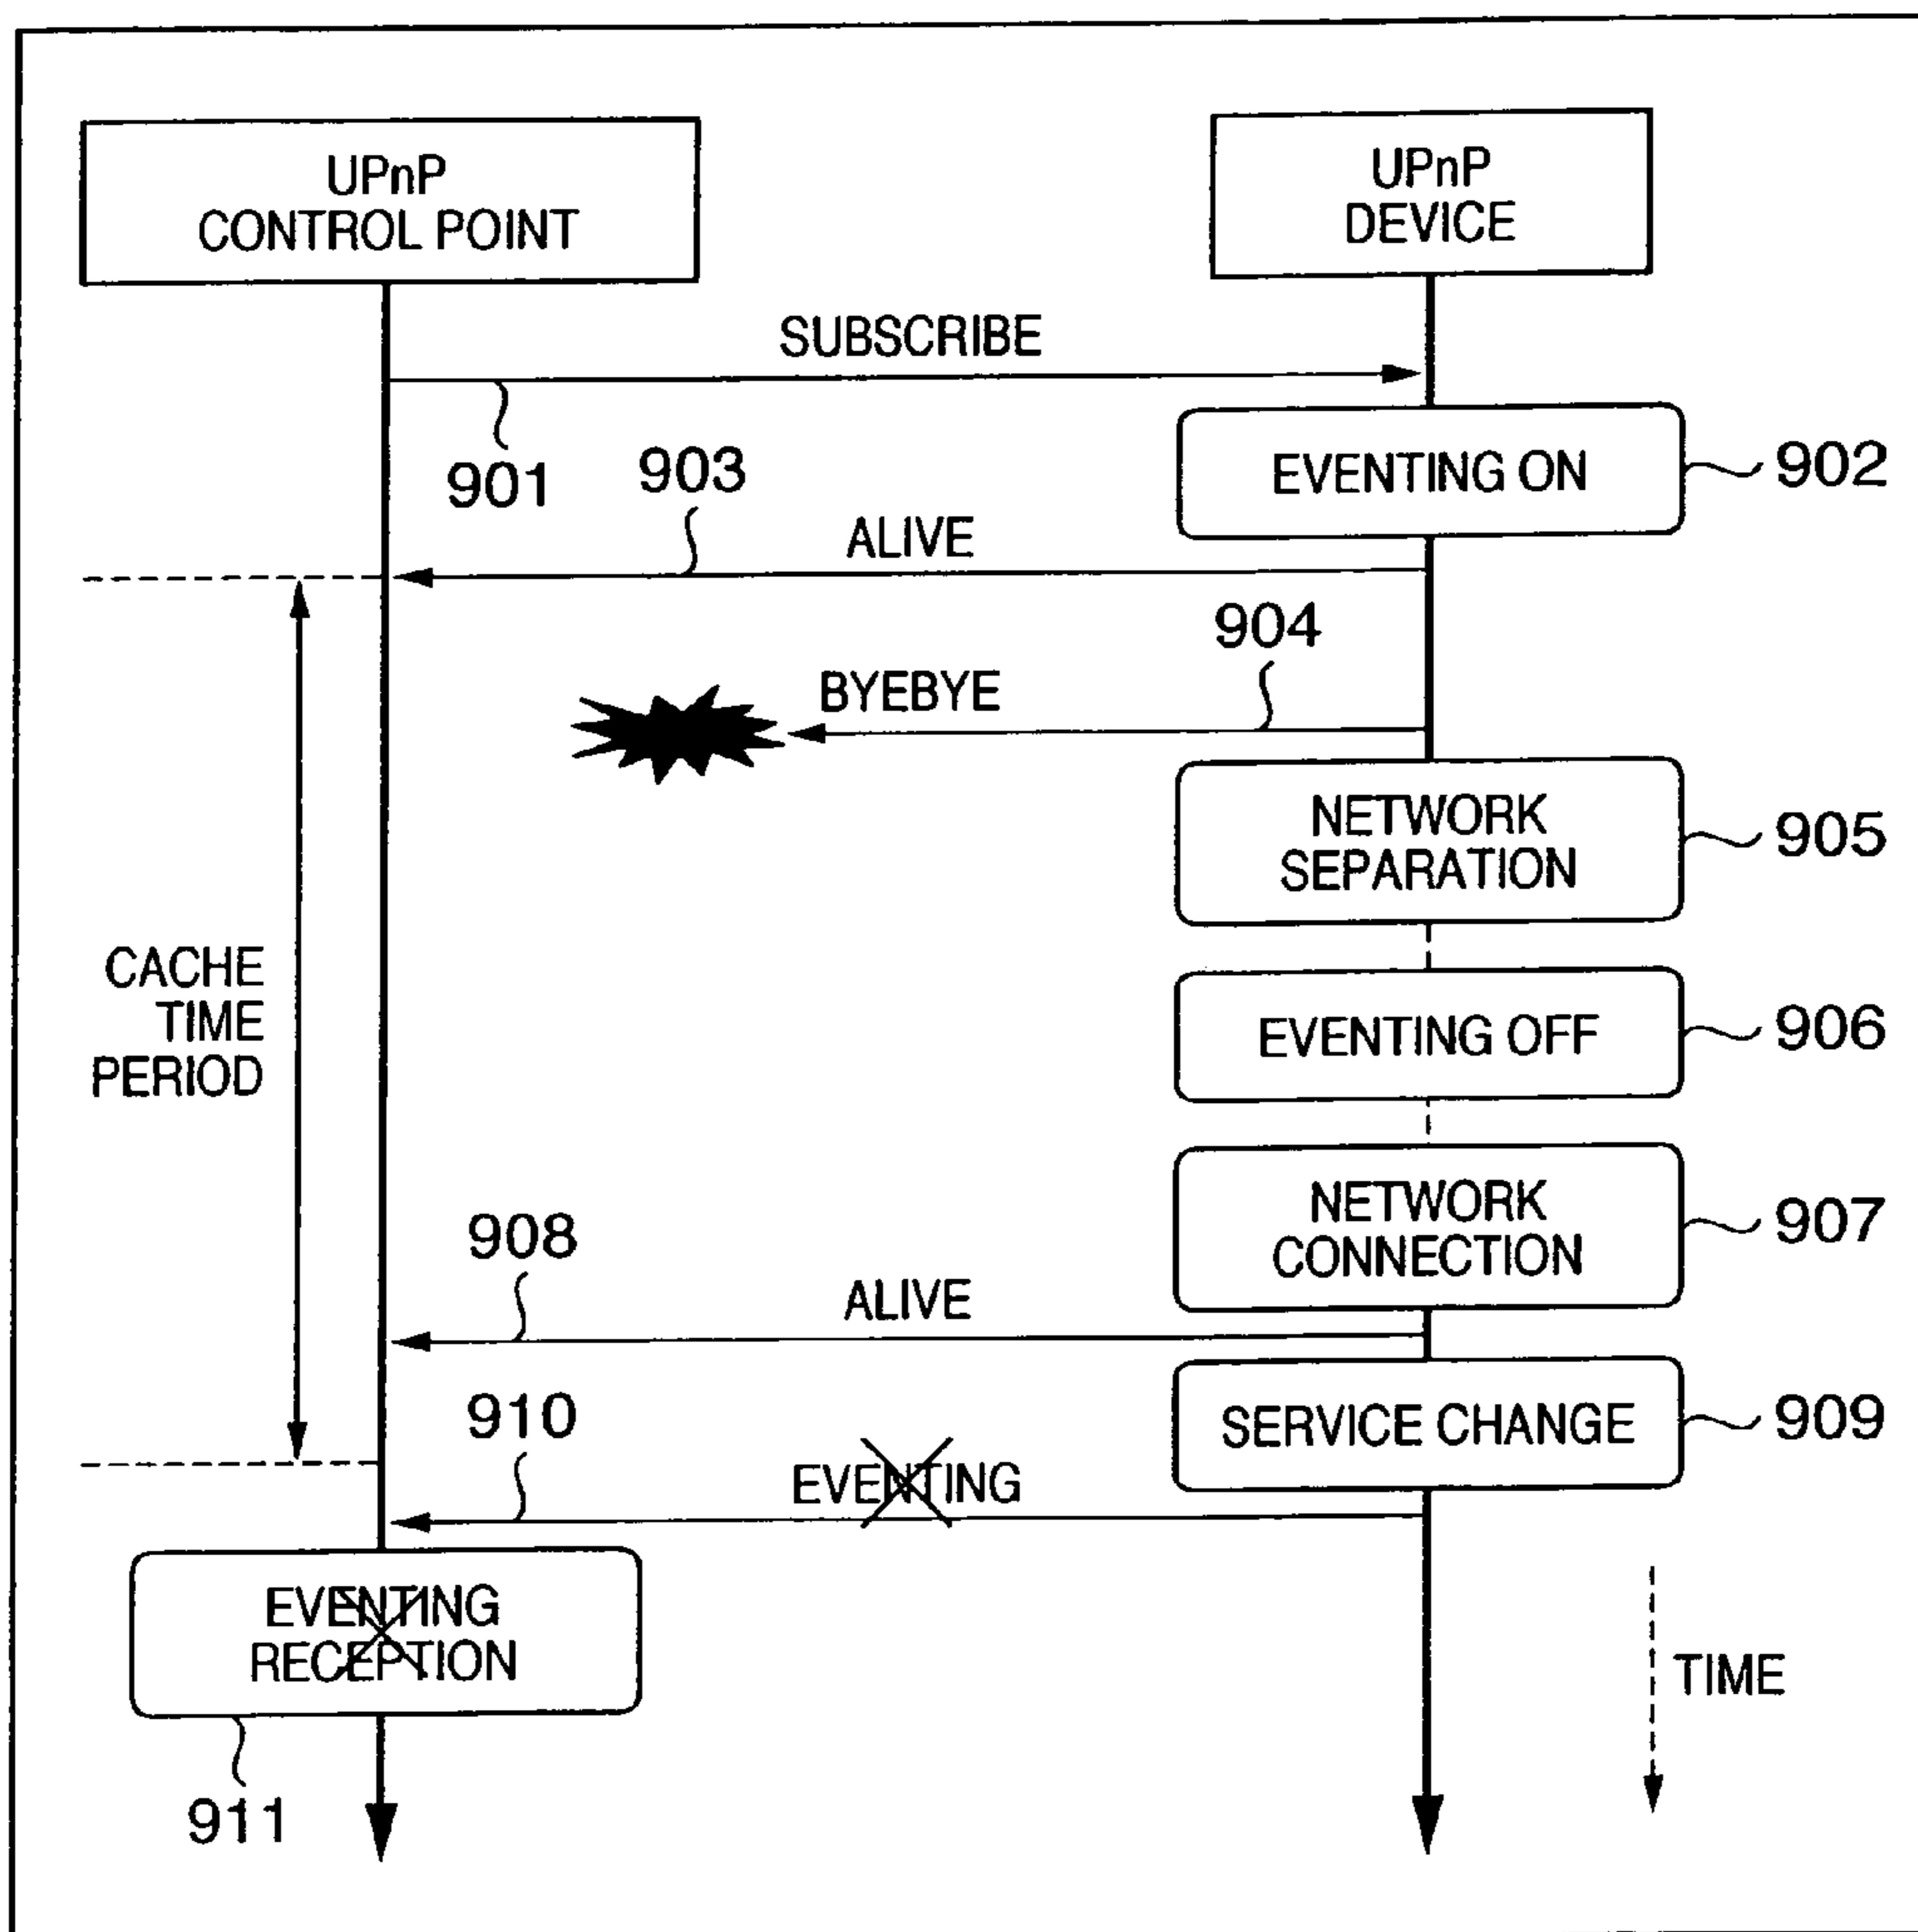 UPnP
CONTROL POINT
UPnP
DEVICE
SUBSCRIBE
901
903
EVENTING ON
902
ALIVE
904
BYEBYE
NETWORK
SEPARATION
905
CACHE
TIME
PERIOD
EVENTING OFF
906
NETWORK
CONNECTION
907
908
ALIVE
910
SERVICE CHANGE
909
EVENTING
EVENTING
RECEPTION
TIME
911